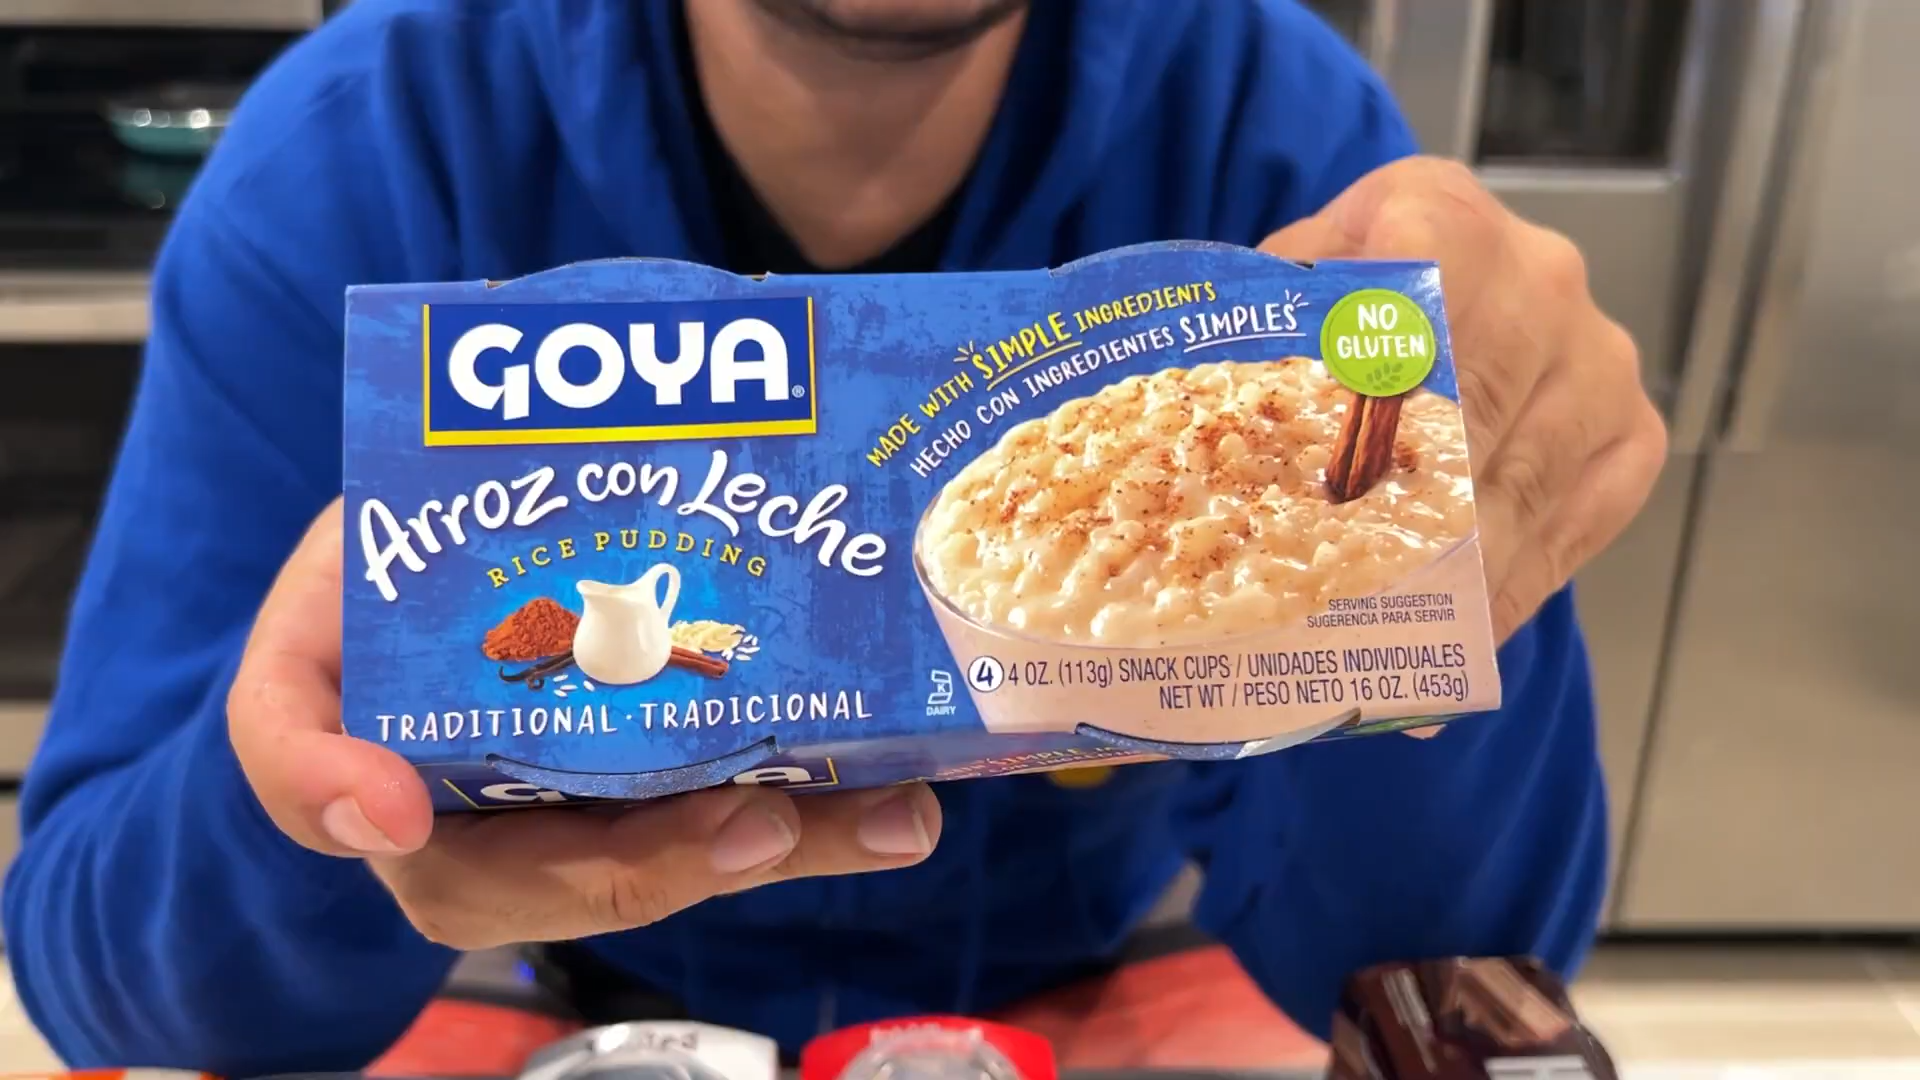 GOYA®
Arroz con Leche
RICE PUDDING
TRADITIONAL · TRADICIONAL
MADE WITH SIMPLE INGREDIENTS
HECHO CON INGREDIENTES SIMPLES
NO
GLUTEN
SERVING SUGGESTION
SUGERENCIA PARA SERVIR
K
DAIRY
4 4 OZ. (113g) SNACK CUPS / UNIDADES INDIVIDUALES
NET WT / PESO NETO 16 OZ. (453g)